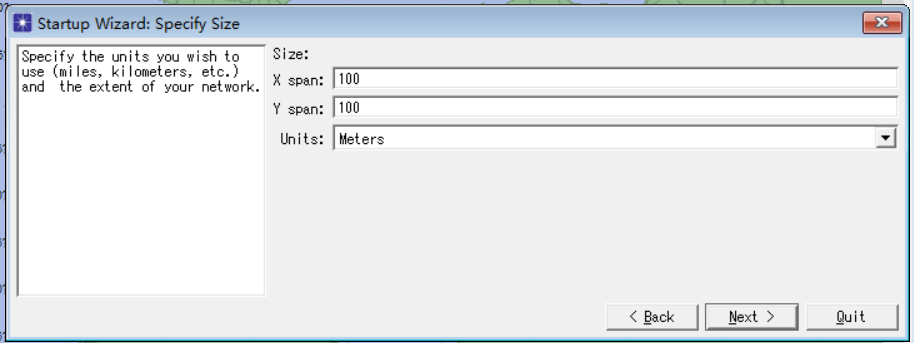 Startup Wizard: Specify Size
Specify the units you wish to
use (miles, kilometers, etc.)
and  the extent of your network.
Size:
X span: 100
Y span: 100
Units: Meters
< Back
Next >
Quit